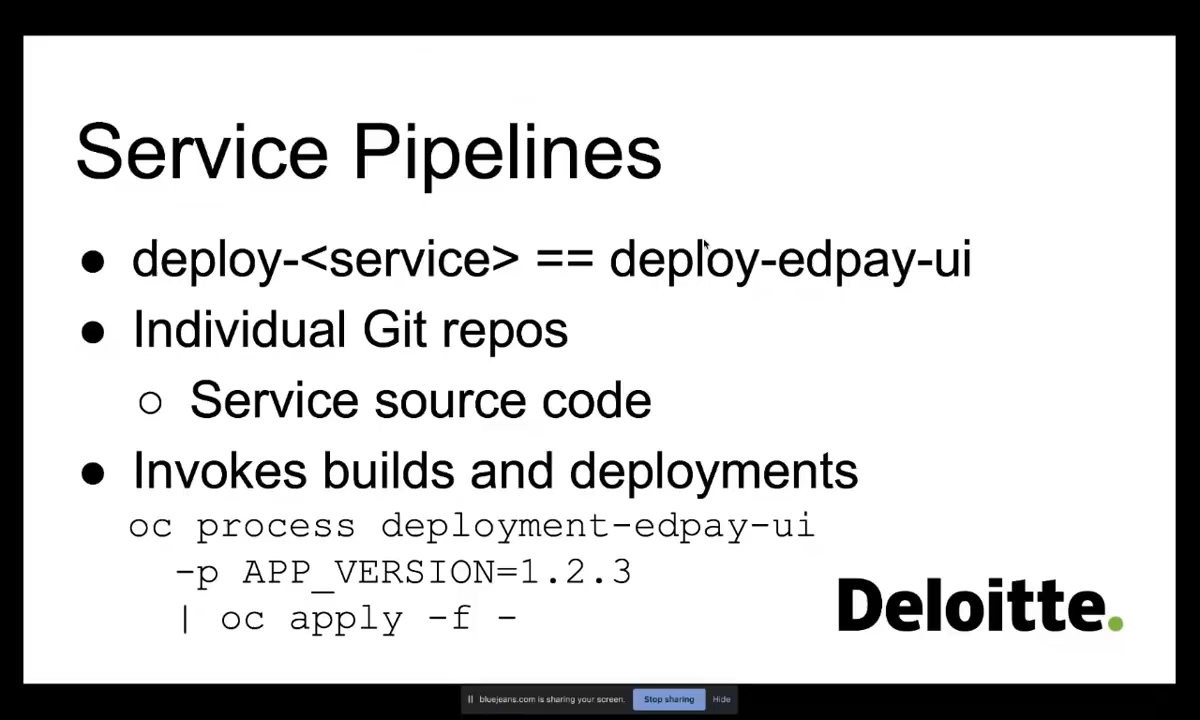 Service Pipelines
● deploy-<service> == deploy-edpay-ui
● Individual Git repos
○ Service source code
● Invokes builds and deployments
oc process deployment-edpay-ui
-p APP_VERSION=1.2.3
| oc apply -f -
Deloitte.
bluejeans.com is sharing your screen. Stop sharing Hide